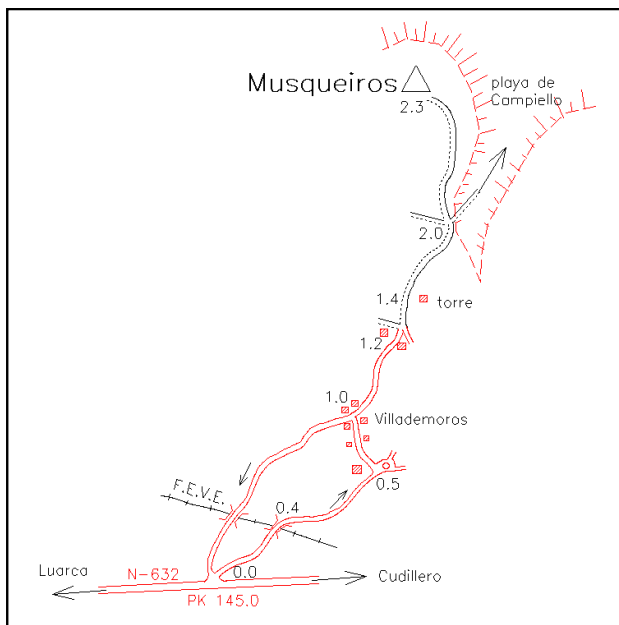 Musqueiros
2.3
playa de
Campiello
2.0
1.4
torre
1.2
1.0
Villademoros
F.E.V.E.
0.4
0.5
Luarca
N-632
0.0
Cudillero
PK 145.0